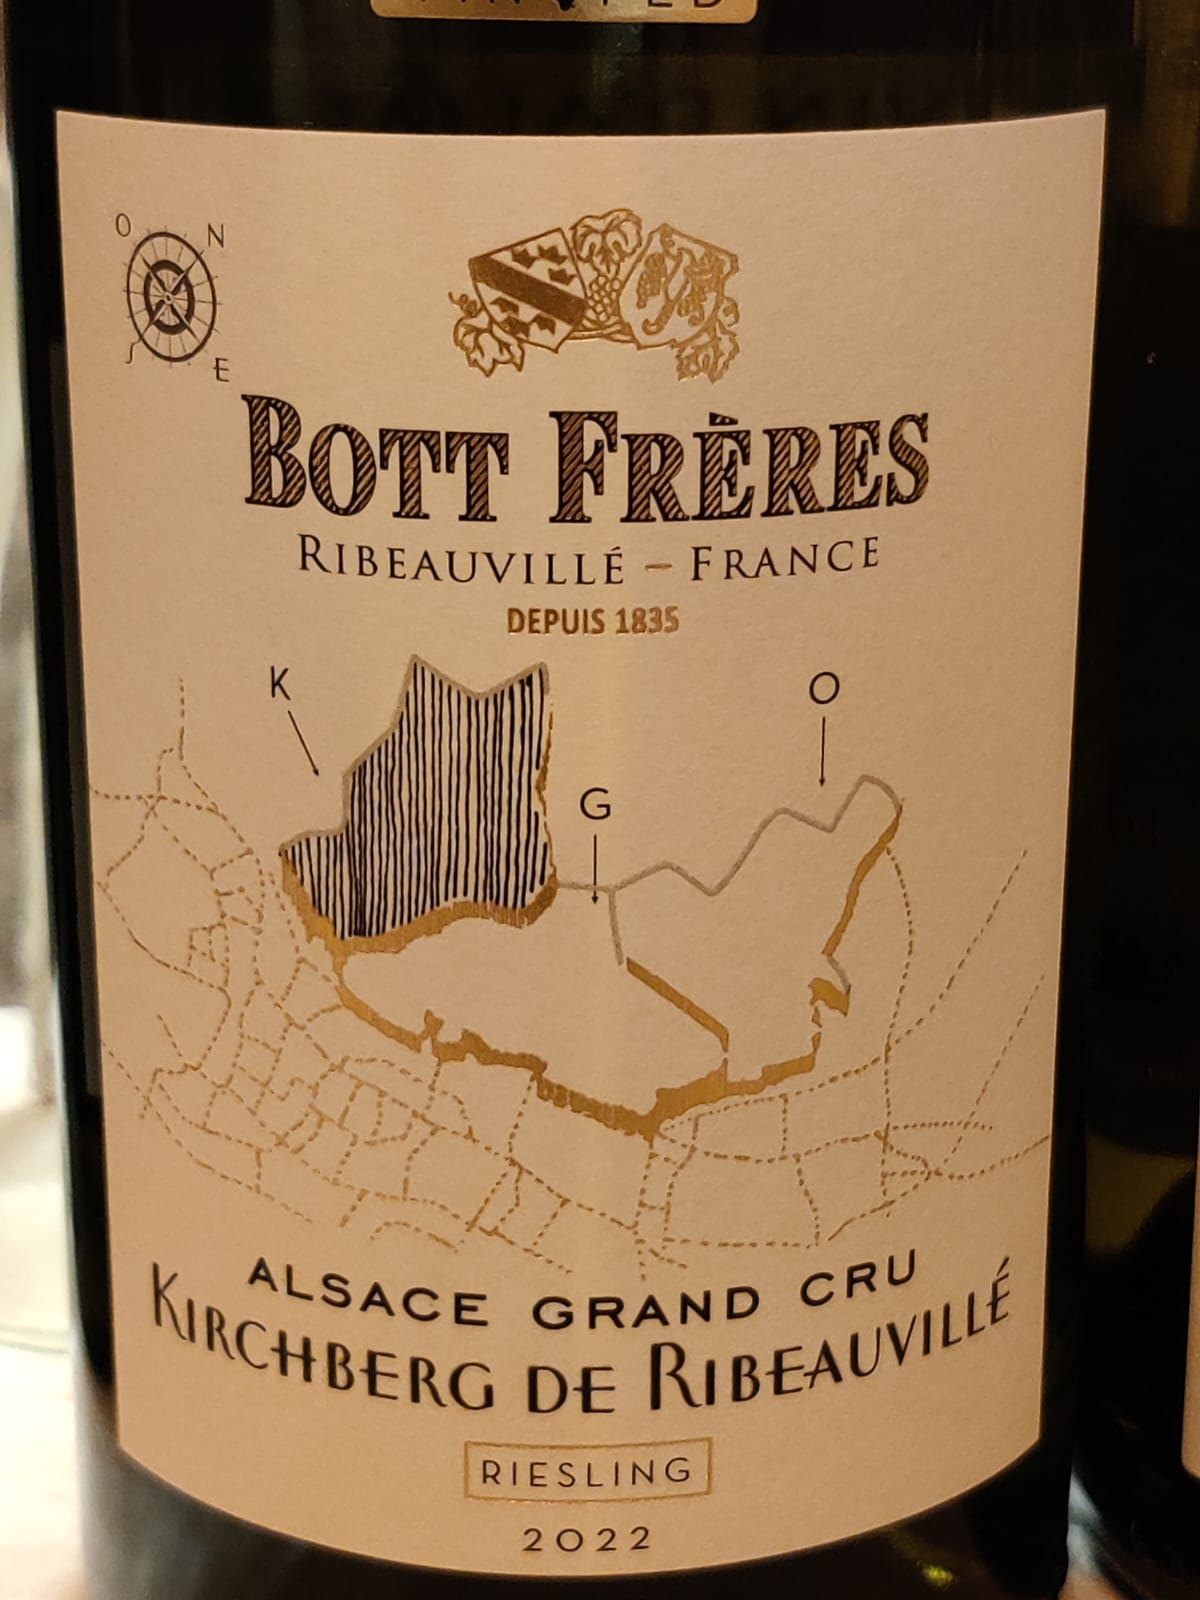 O N
S E
BOTT FRÈRES
RIBEAUVILLÉ – FRANCE
DEPUIS 1835
K
O
G
ALSACE GRAND CRU
KIRCHBERG DE RIBEAUVILLÉ
RIESLING
2022